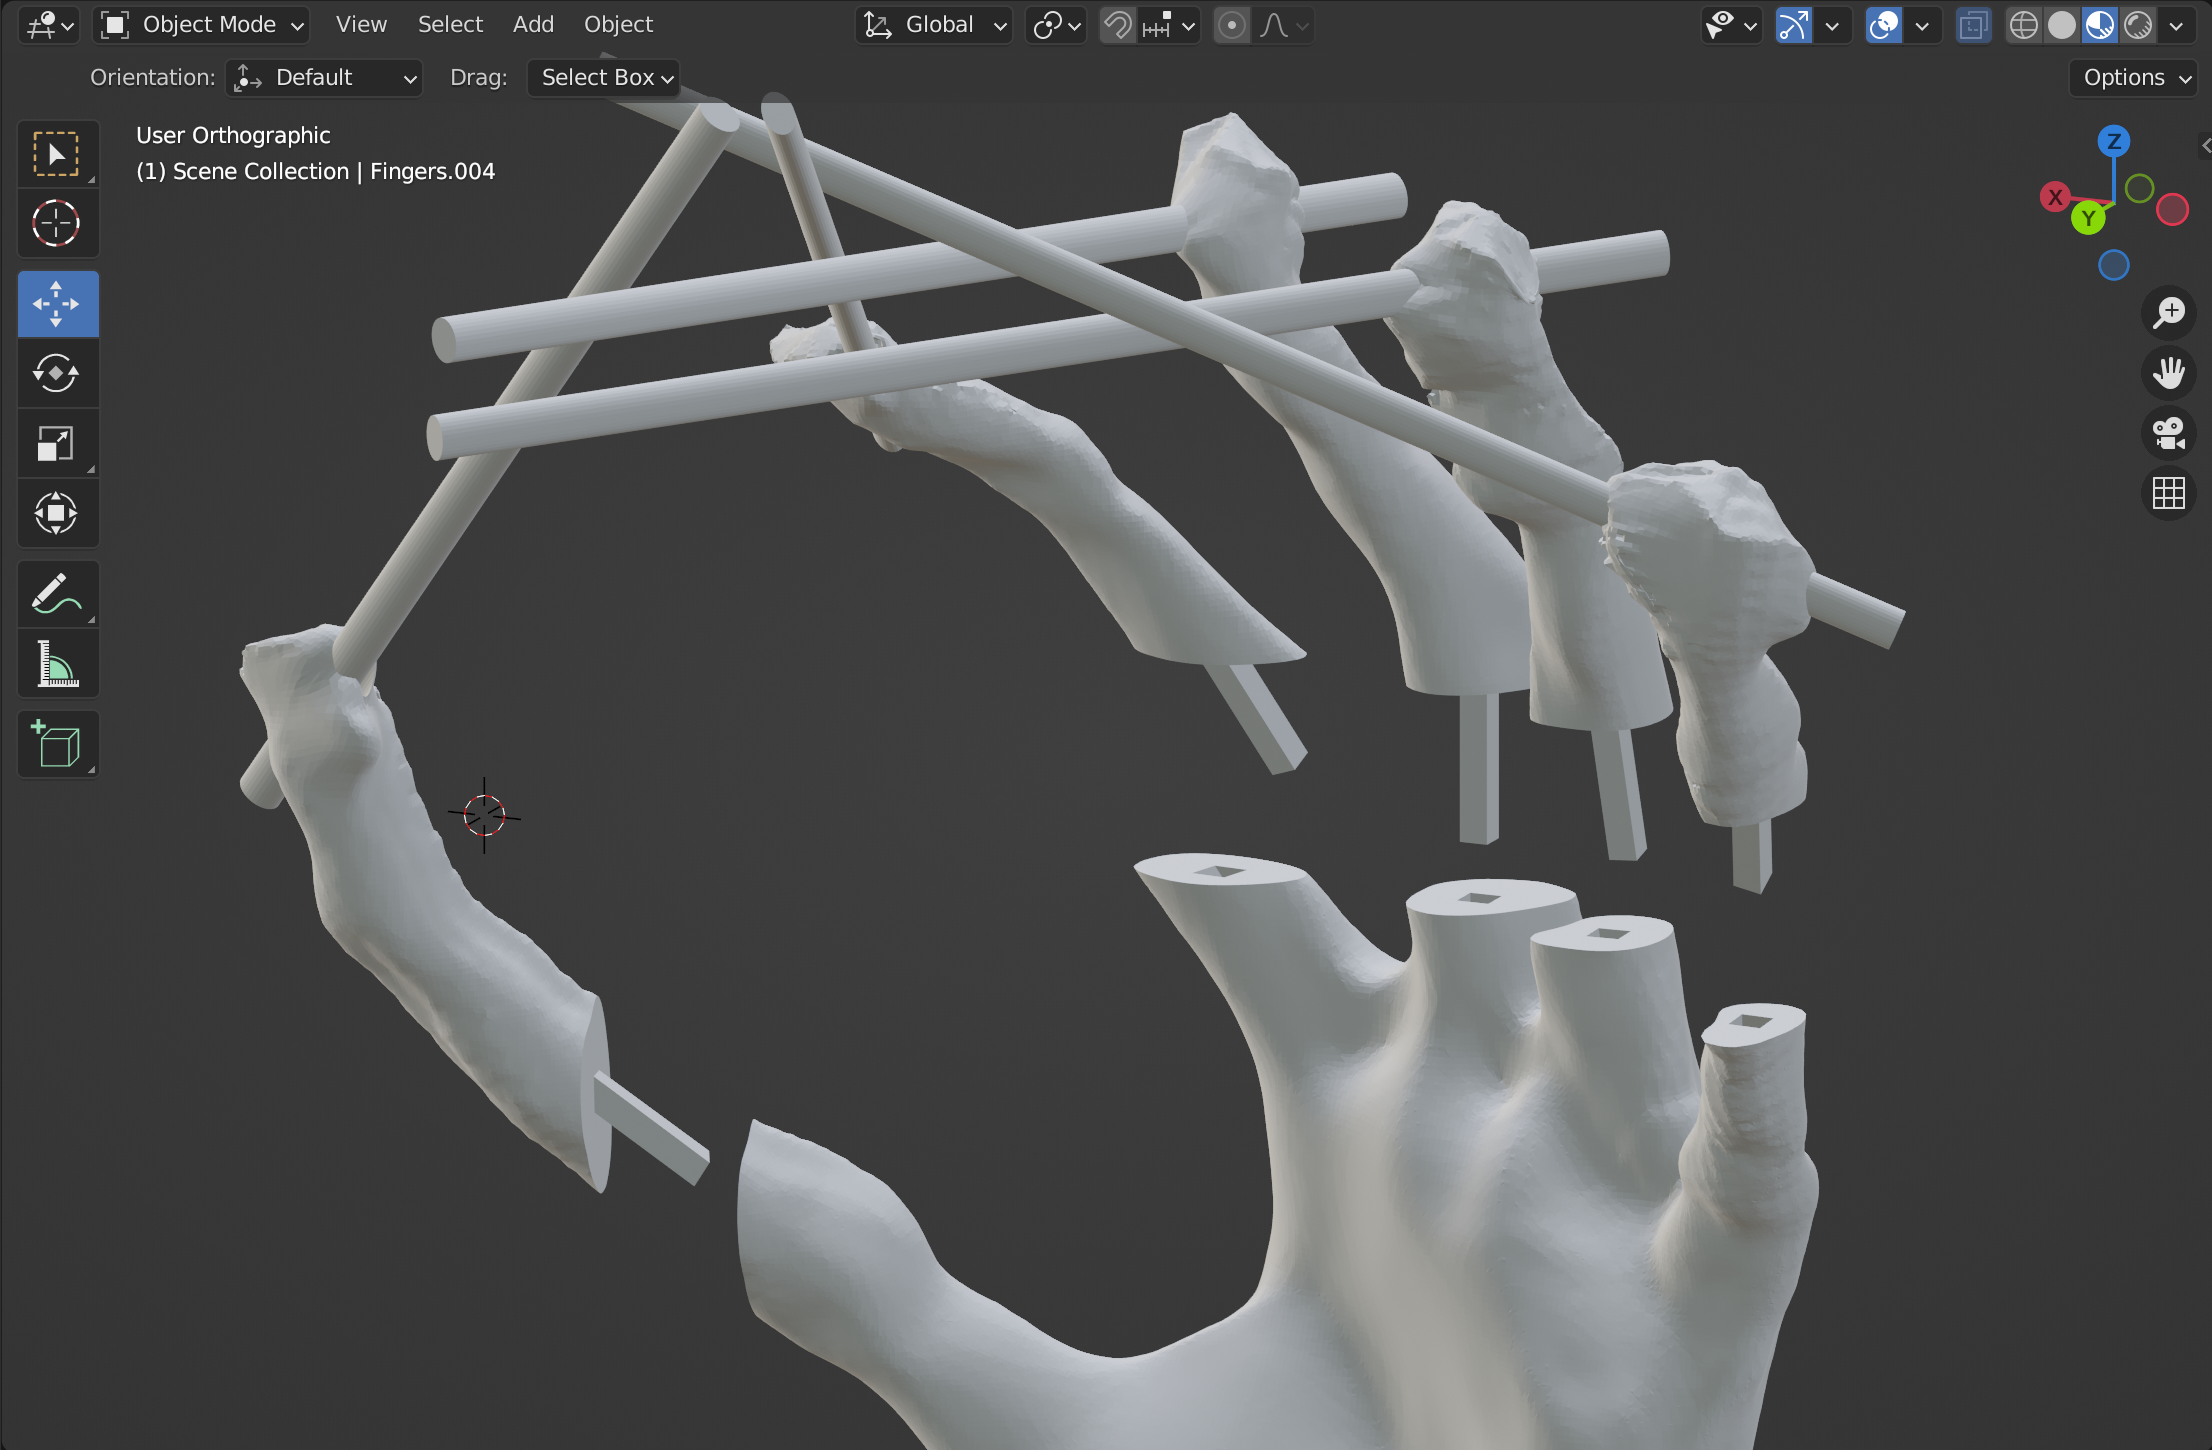 Object Mode View Select Add Object Global
Orientation: Default Drag: Select Box Options
User Orthographic
(1) Scene Collection | Fingers.004
Z
X
Y